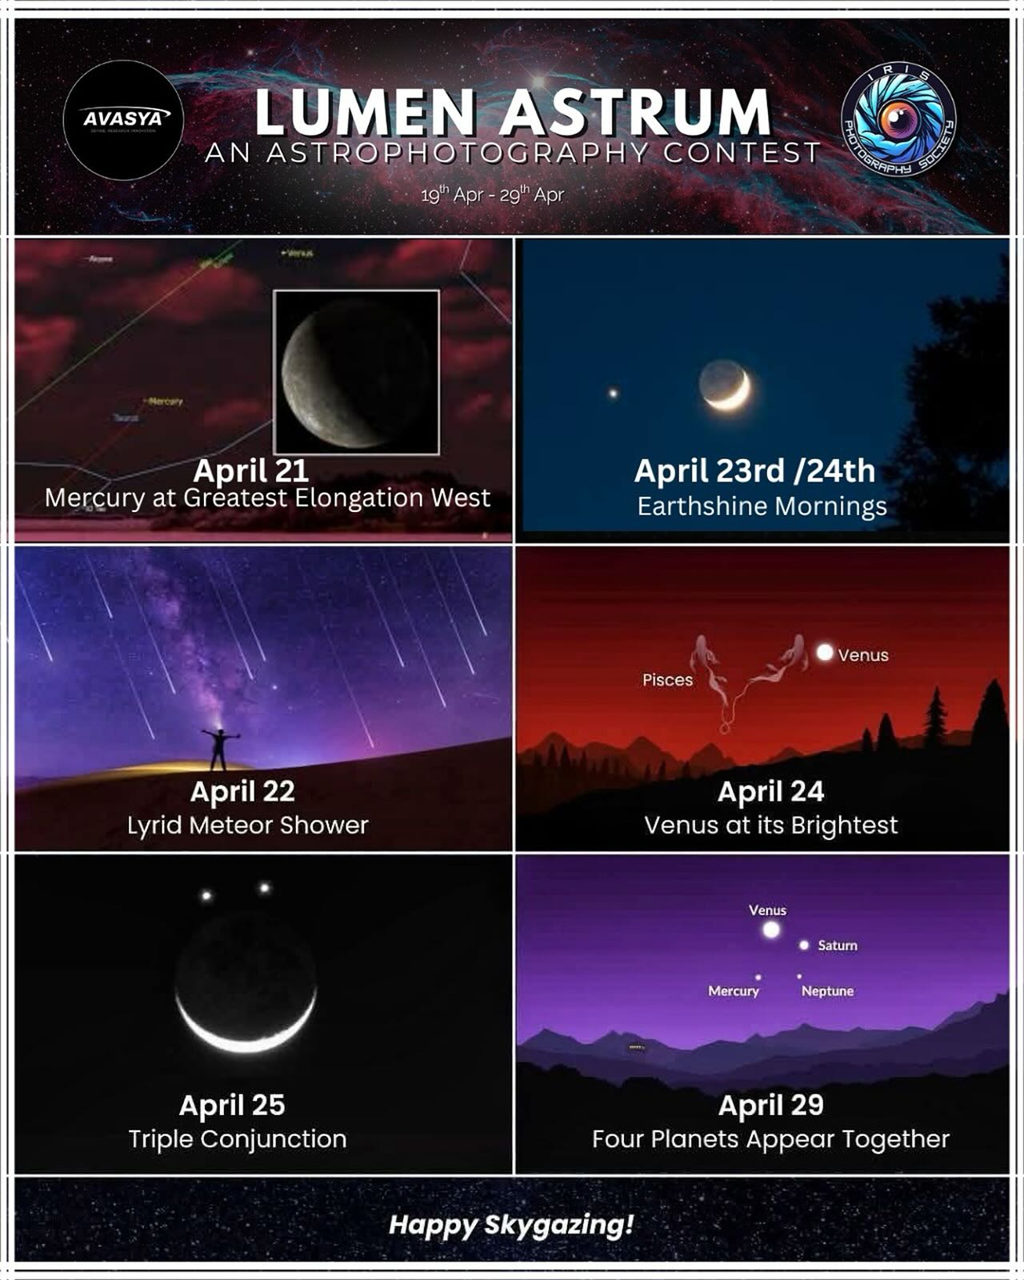 AVASYA
LUMEN ASTRUM
AN ASTROPHOTOGRAPHY CONTEST
19th Apr - 29th Apr
IRIS
PHOTOGRAPHY SOCIETY
Venus
Mercury
Taurus
April 21
Mercury at Greatest Elongation West
April 23rd /24th
Earthshine Mornings
April 22
Lyrid Meteor Shower
Pisces
Venus
April 24
Venus at its Brightest
April 25
Triple Conjunction
Venus
Saturn
Mercury
Neptune
April 29
Four Planets Appear Together
Happy Skygazing!